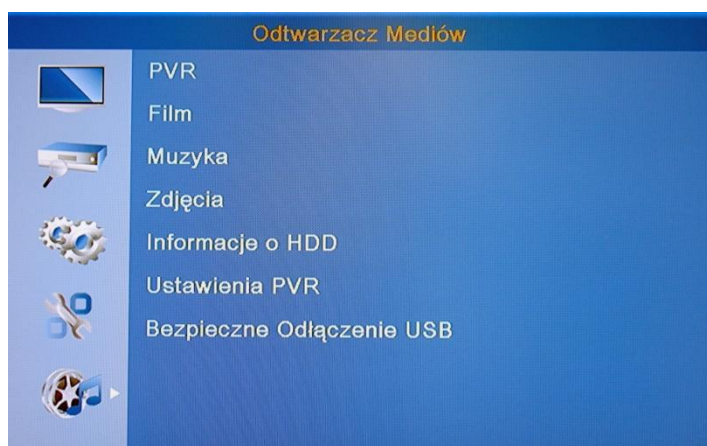 Odtwarzacz Mediów
PVR
Film
Muzyka
Zdjęcia
Informacje o HDD
Ustawienia PVR
Bezpieczne Odłączenie USB